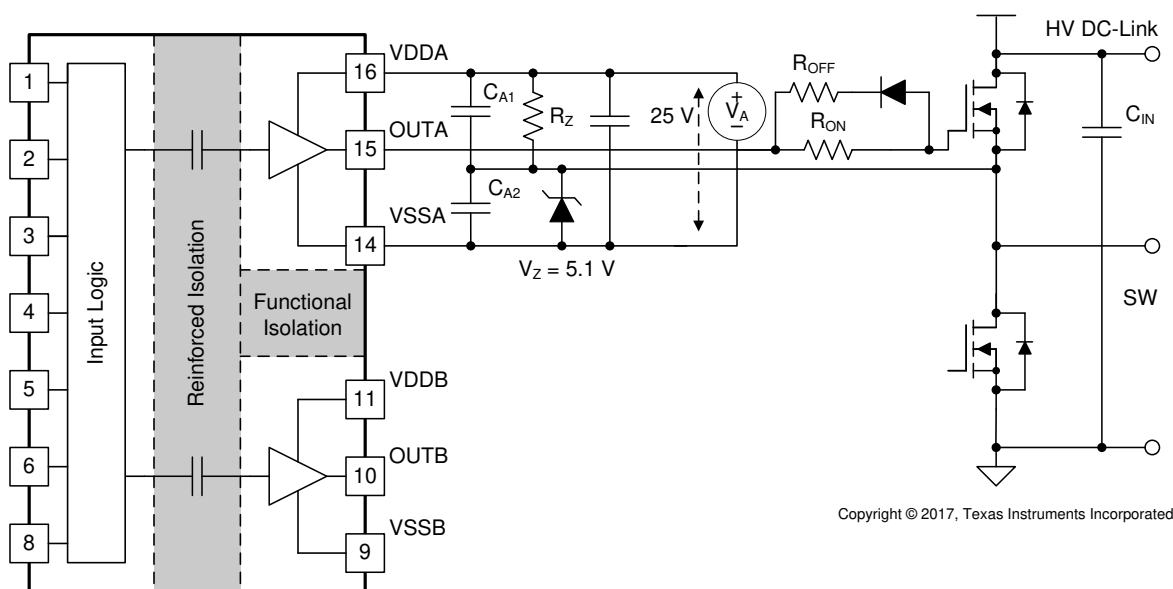 1
2
3
4
5
6
8
Input Logic
Reinforced Isolation
Functional
Isolation
VDDA
16
OUTA
15
VSSA
14
VDDB
11
OUTB
10
VSSB
9
CA1
RZ
CA2
VZ = 5.1 V
25 V
+
VA
–
ROFF
RON
HV DC-Link
CIN
SW
Copyright © 2017, Texas Instruments Incorporated